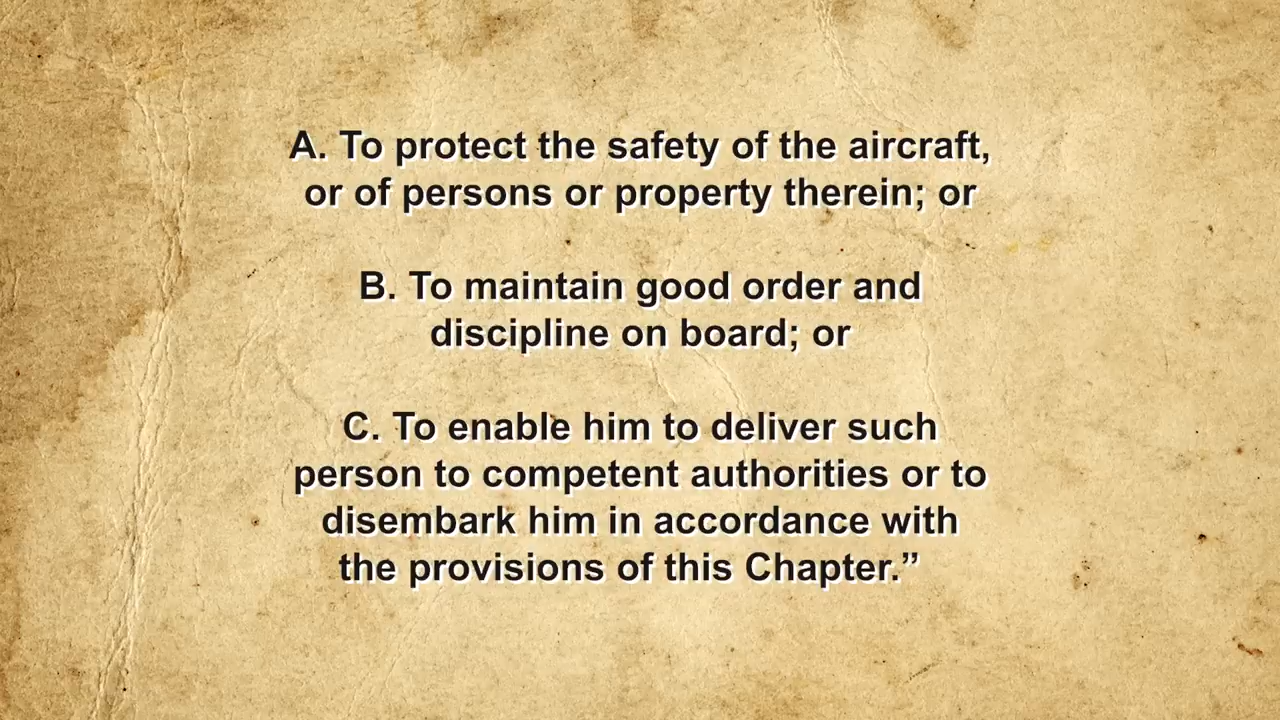 A. To protect the safety of the aircraft,
or of persons or property therein; or
B. To maintain good order and
discipline on board; or
C. To enable him to deliver such
person to competent authorities or to
disembark him in accordance with
the provisions of this Chapter.”